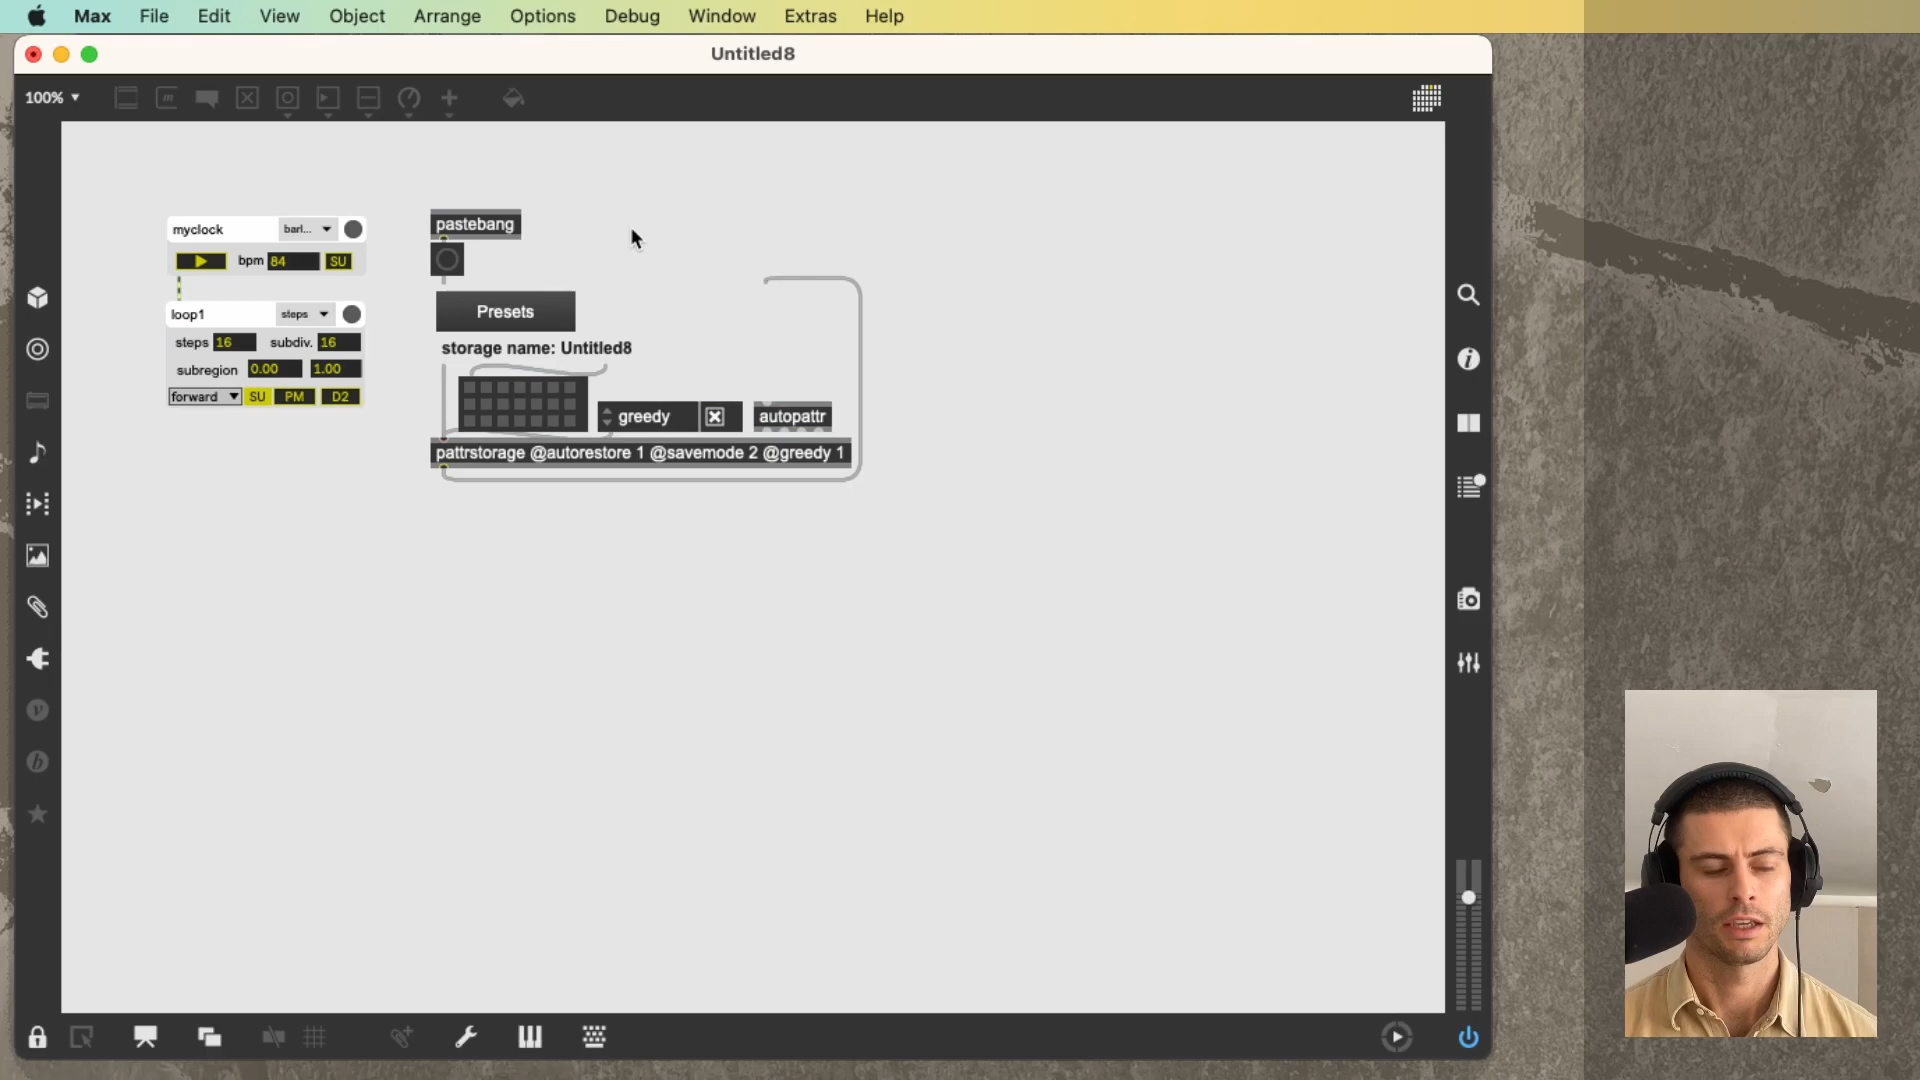 Max File Edit View Object Arrange Options Debug Window Extras Help
Untitled8
100%
myclock barl...
bpm 84 SU
loop1 steps
steps 16 subdiv. 16
subregion 0.00 1.00
forward SU PM D2
pastebang
Presets
storage name: Untitled8
greedy
autopattr
pattrstorage @autorestore 1 @savemode 2 @greedy 1